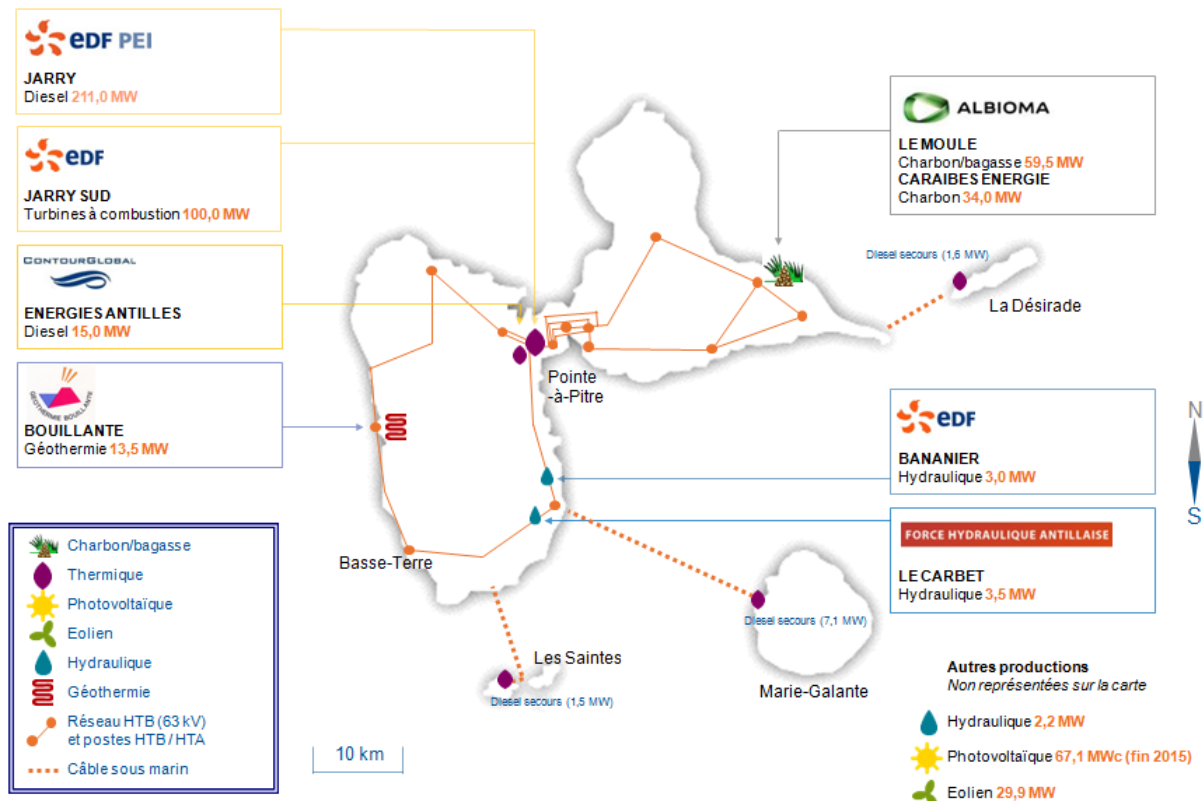 eDF PEI
JARRY
Diesel 211,0 MW
eDF
JARRY SUD
Turbines à combustion 100,0 MW
CONTOURGLOBAL
ENERGIES ANTILLES
Diesel 15,0 MW
GÉOTHERMIE BOUILLANTE
BOUILLANTE
Géothermie 13,5 MW
ALBIOMA
LE MOULE
Charbon/bagasse 59,5 MW
CARAIBES ENERGIE
Charbon 34,0 MW
Diesel secours (1,6 MW)
La Désirade
Pointe
-à-Pitre
eDF
BANANIER
Hydraulique 3,0 MW
FORCE HYDRAULIQUE ANTILLAISE
LE CARBET
Hydraulique 3,5 MW
N
S
Basse-Terre
Diesel secours (7,1 MW)
Marie-Galante
Les Saintes
Diesel secours (1,5 MW)
Charbon/bagasse
Thermique
Photovoltaïque
Eolien
Hydraulique
Géothermie
Réseau HTB (63 kV)
et postes HTB / HTA
Câble sous marin
10 km
Autres productions
Non représentées sur la carte
Hydraulique 2,2 MW
Photovoltaïque 67,1 MWc (fin 2015)
Eolien 29,9 MW